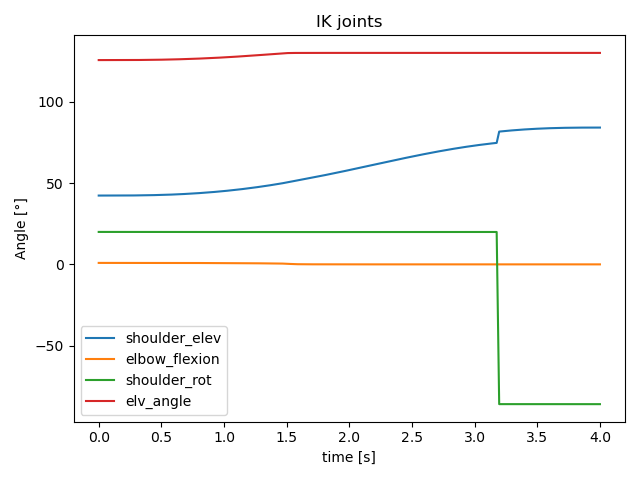 IK joints
Angle [°]
100
50
0
−50
shoulder_elev
elbow_flexion
shoulder_rot
elv_angle
0.0 0.5 1.0 1.5 2.0 2.5 3.0 3.5 4.0
time [s]